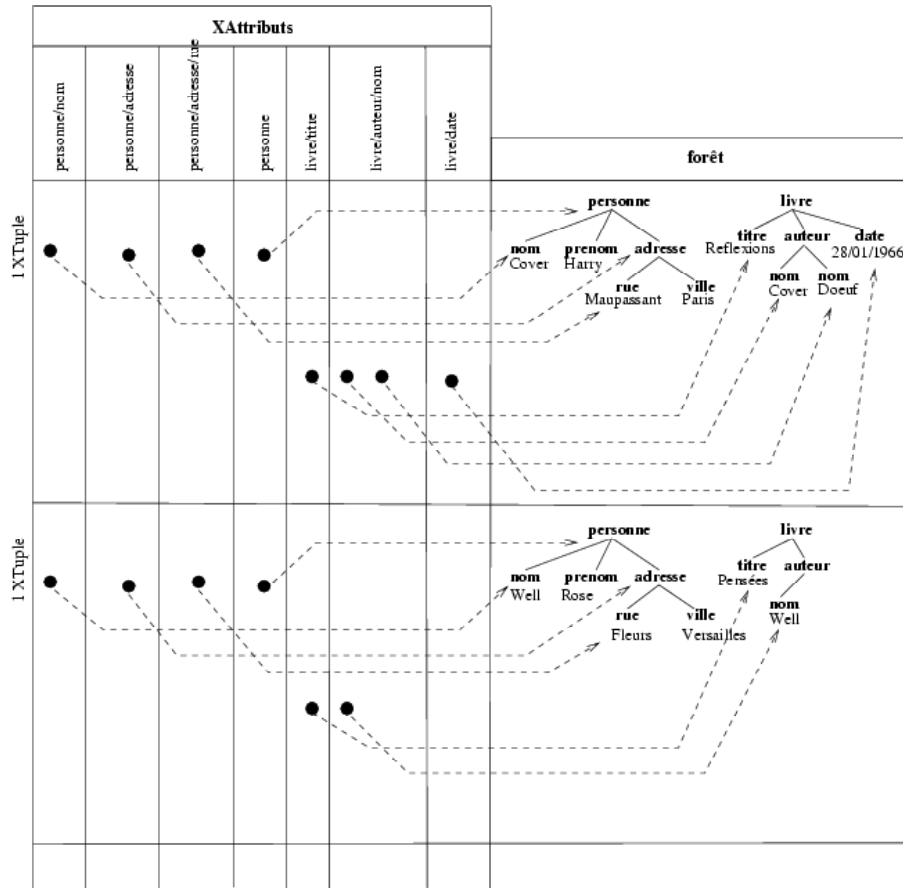 XAttributs
personne/nom
personne/adresse
personne/adresse/rue
personne
livre/titre
livre/auteur/nom
livre/date
forêt
1 XTuple
personne livre
nom prenom adresse titre auteur date
Cover Harry Reflexions 28/01/1966
rue ville nom nom
Maupassant Paris Cover Doeuf
1 XTuple
personne livre
nom prenom adresse titre auteur
Well Rose Pensées
rue ville nom
Fleurs Versailles Well